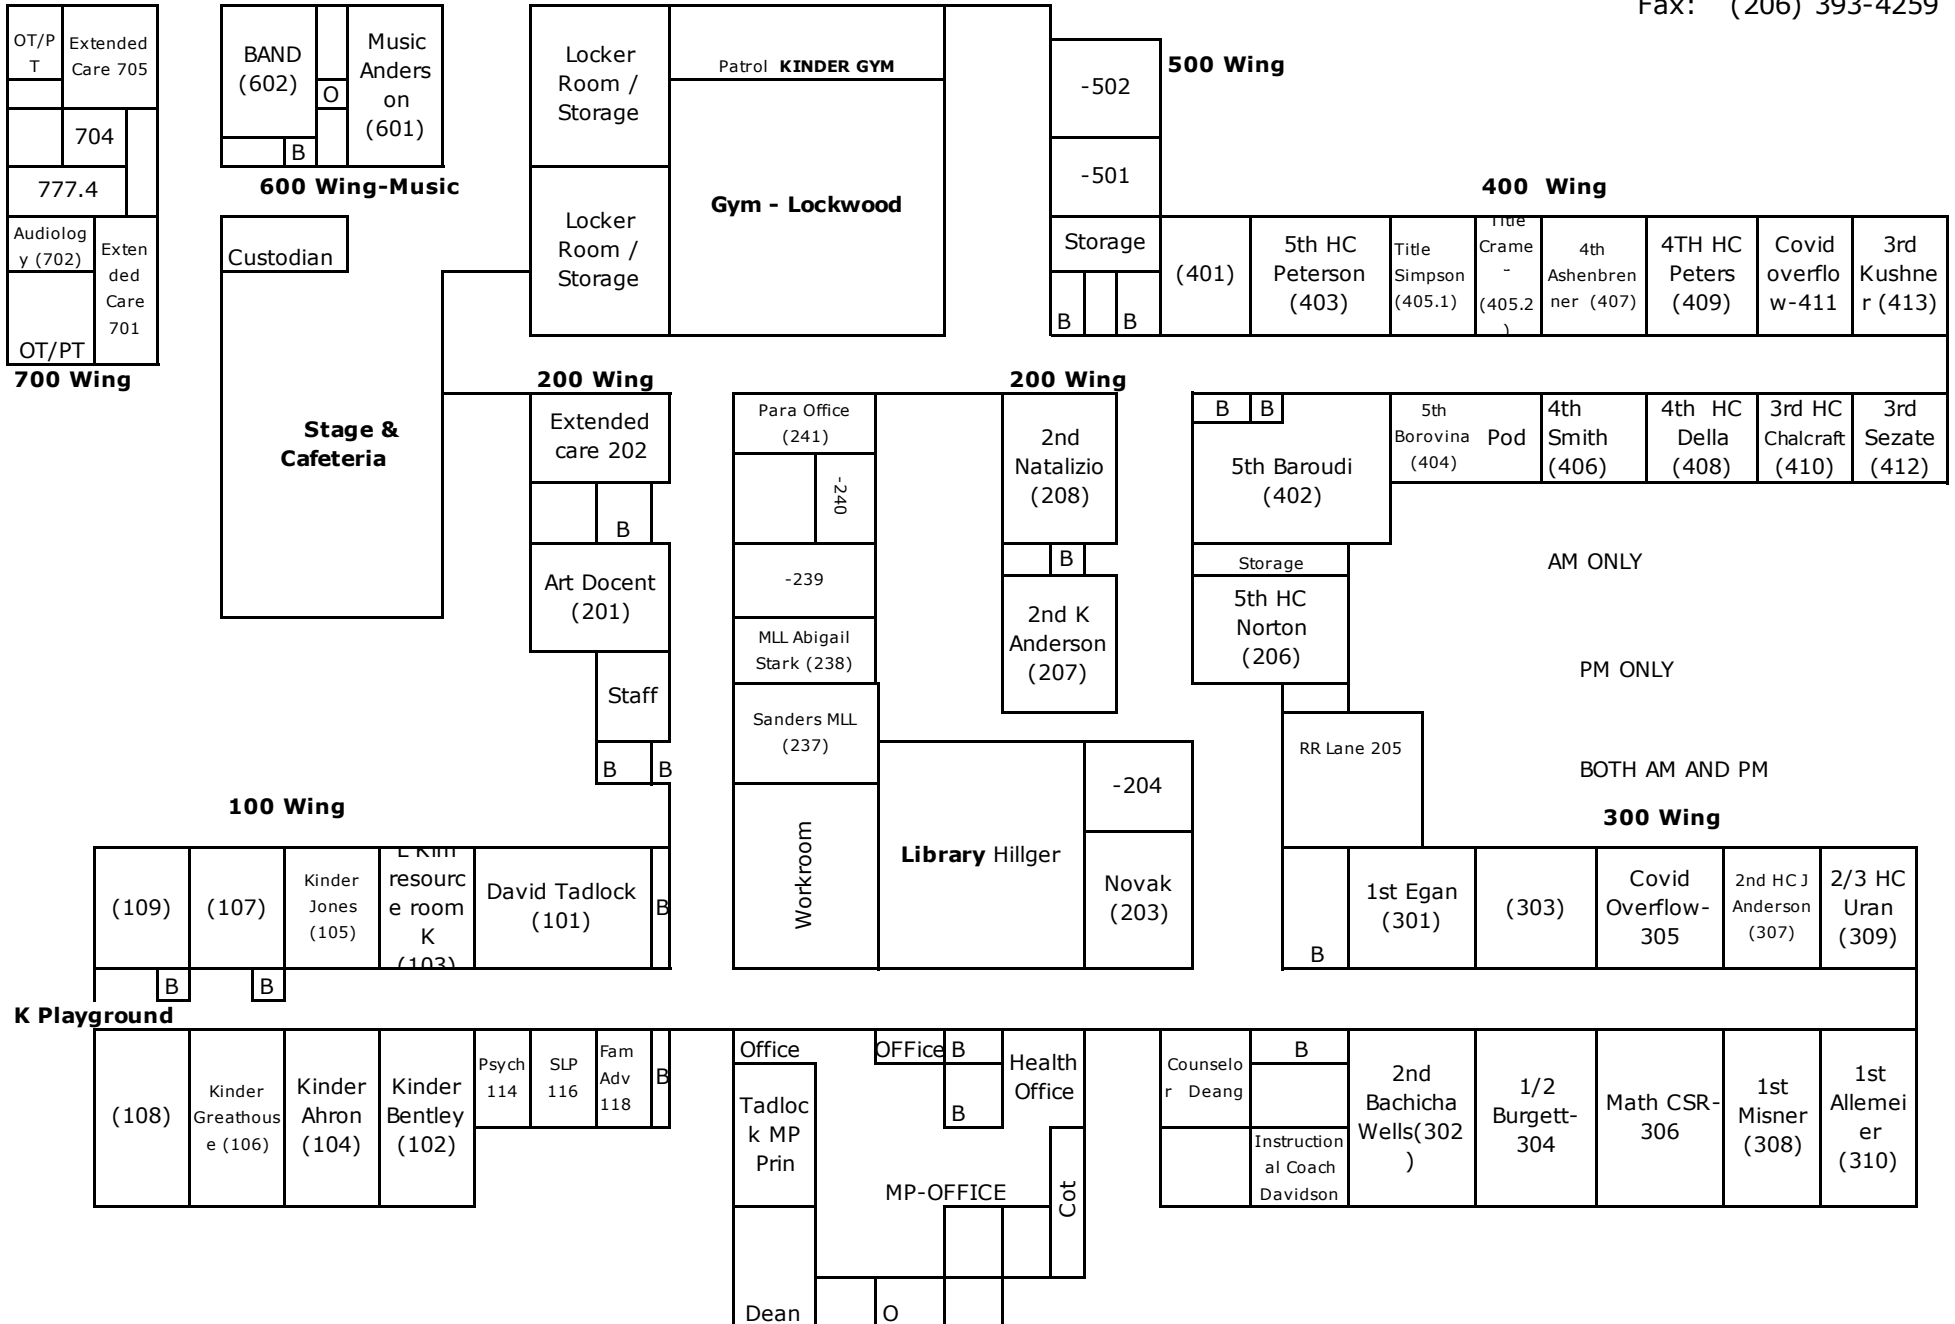 Fax: (206) 393-4259
OT/P
T
Extended
Care 705
704
777.4
Audiolog
y (702)
Exten
ded
Care
701
OT/PT
700 Wing
BAND
(602)
O
B
Music
Anders
on
(601)
600 Wing-Music
Custodian
Stage &
Cafeteria
Locker
Room /
Storage
Locker
Room /
Storage
Patrol KINDER GYM
Gym - Lockwood
500 Wing
-502
-501
Storage
B
B
400 Wing
(401)
5th HC
Peterson
(403)
Title
Simpson
(405.1)
Title
Crame
-
(405.2
)
4th
Ashenbren
ner (407)
4TH HC
Peters
(409)
Covid
overflo
w-411
3rd
Kushne
r (413)
200 Wing
Extended
care 202
B
Art Docent
(201)
Staff
B
B
Para Office
(241)
-240
-239
MLL Abigail
Stark (238)
Sanders MLL
(237)
Workroom
200 Wing
2nd
Natalizio
(208)
B
2nd K
Anderson
(207)
Library Hillger
-204
Novak
(203)
B
B
5th Baroudi
(402)
5th
Borovina
(404)
Pod
4th
Smith
(406)
4th HC
Della
(408)
3rd HC
Chalcraft
(410)
3rd
Sezate
(412)
Storage
5th HC
Norton
(206)
RR Lane 205
AM ONLY
PM ONLY
BOTH AM AND PM
100 Wing
(109)
(107)
Kinder
Jones
(105)
L Kim
resourc
e room
K
(103)
David Tadlock
(101)
B
B
B
K Playground
300 Wing
B
1st Egan
(301)
(303)
Covid
Overflow-
305
2nd HC J
Anderson
(307)
2/3 HC
Uran
(309)
(108)
Kinder
Greathous
e (106)
Kinder
Ahron
(104)
Kinder
Bentley
(102)
Psych
114
SLP
116
Fam
Adv
118
B
Office
Tadloc
k MP
Prin
Dean
OFFice
B
B
Health
Office
MP-OFFICE
Cot
O
Counselo
r Deang
B
Instruction
al Coach
Davidson
2nd
Bachicha
Wells(302
)
1/2
Burgett-
304
Math CSR-
306
1st
Misner
(308)
1st
Allemei
er
(310)